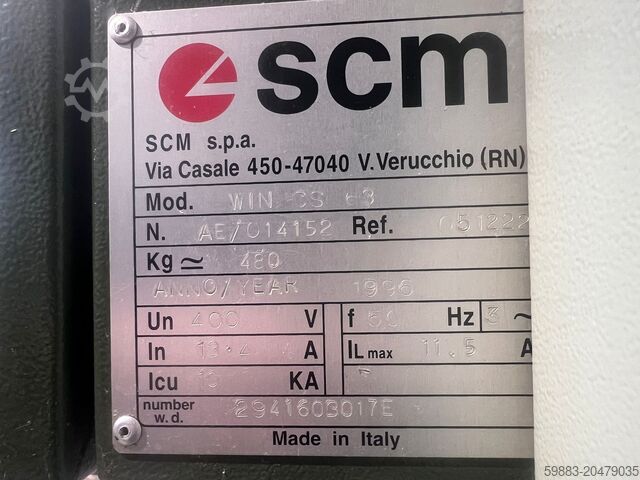 scm
SCM s.p.a.
Via Casale 450-47040 V.Verucchio (RN)
Mod. WIN CS 63
N. AE/014152 Ref. 051222
Kg ≃ 480
ANNO/YEAR 1996
Un 400 V f 50 Hz 3 ~
In 13.4 A IL max 11.5 A
Icu 10 KA
number w.d. 2941603017E
Made in Italy
59883-20479035